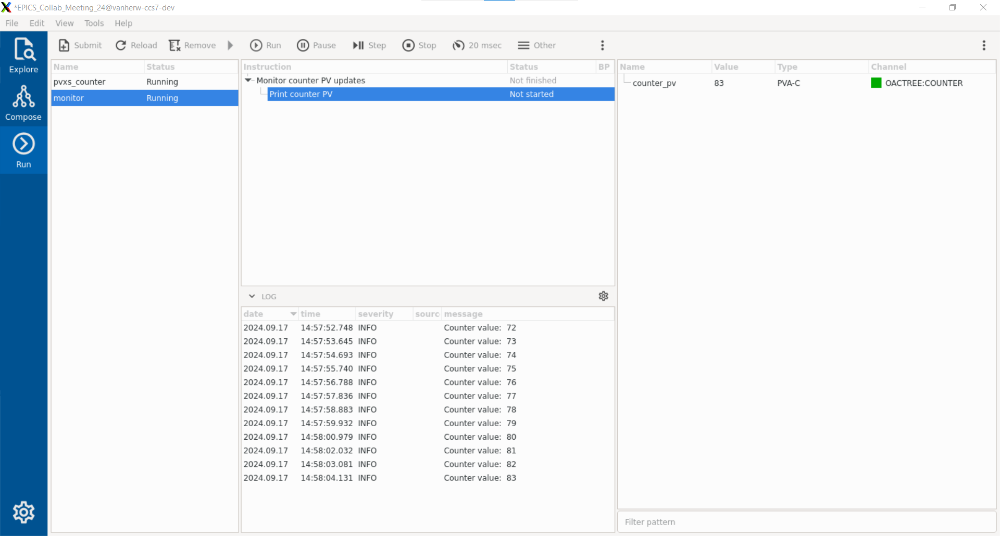 *EPICS_Collab_Meeting_24@vanherw-ccs7-dev
File Edit View Tools Help
Explore
Compose
Run
Submit Reload Remove Run Pause Step Stop 20 msec Other
Name Status
pvxs_counter Running
monitor Running
Instruction Status BP
Monitor counter PV updates Not finished
Print counter PV Not started
LOG
date time severity sourc message
2024.09.17 14:57:52.748 INFO Counter value: 72
2024.09.17 14:57:53.645 INFO Counter value: 73
2024.09.17 14:57:54.693 INFO Counter value: 74
2024.09.17 14:57:55.740 INFO Counter value: 75
2024.09.17 14:57:56.788 INFO Counter value: 76
2024.09.17 14:57:57.836 INFO Counter value: 77
2024.09.17 14:57:58.883 INFO Counter value: 78
2024.09.17 14:57:59.932 INFO Counter value: 79
2024.09.17 14:58:00.979 INFO Counter value: 80
2024.09.17 14:58:02.032 INFO Counter value: 81
2024.09.17 14:58:03.081 INFO Counter value: 82
2024.09.17 14:58:04.131 INFO Counter value: 83
Name Value Type Channel
counter_pv 83 PVA-C OACTREE:COUNTER
Filter pattern